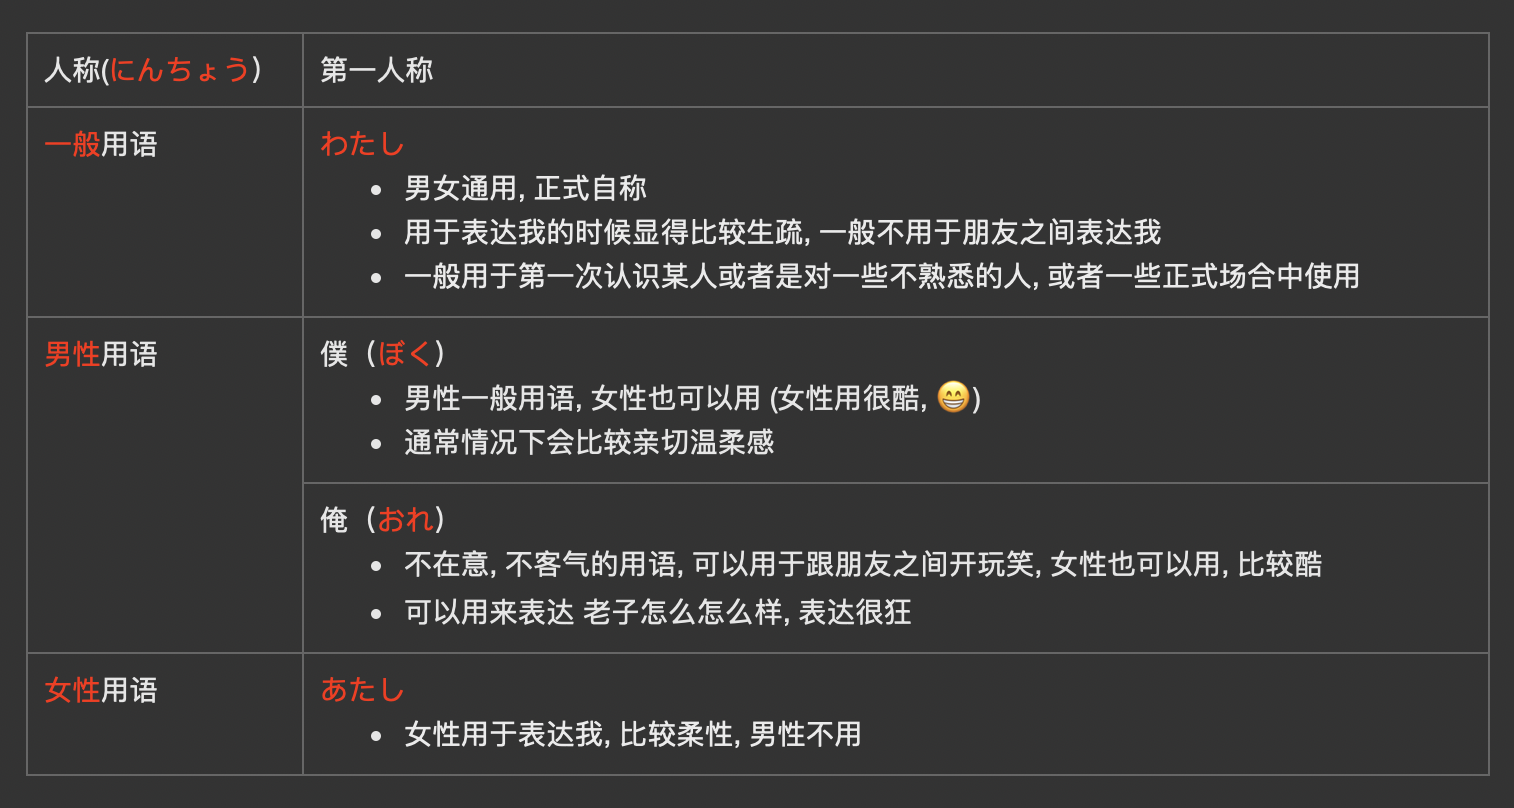 人称(にんちょう）
第一人称
一般用语
わたし
• 男女通用, 正式自称
• 用于表达我的时候显得比较生疏, 一般不用于朋友之间表达我
• 一般用于第一次认识某人或者是对一些不熟悉的人, 或者一些正式场合中使用
男性用语
僕（ぼく）
• 男性一般用语, 女性也可以用 (女性用很酷, 😁)
• 通常情况下会比较亲切温柔感
俺（おれ）
• 不在意, 不客气的用语, 可以用于跟朋友之间开玩笑, 女性也可以用, 比较酷
• 可以用来表达 老子怎么怎么样, 表达很狂
女性用语
あたし
• 女性用于表达我, 比较柔性, 男性不用